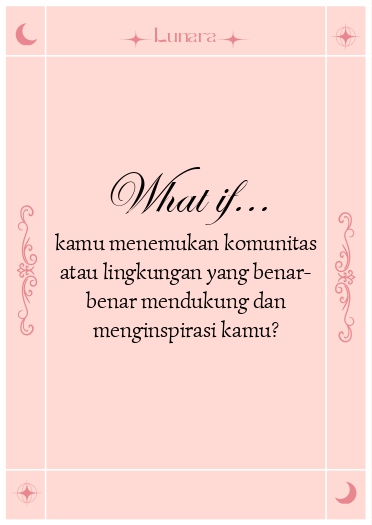 Lunara
What if...
kamu menemukan komunitas
atau lingkungan yang benar-
benar mendukung dan
menginspirasi kamu?